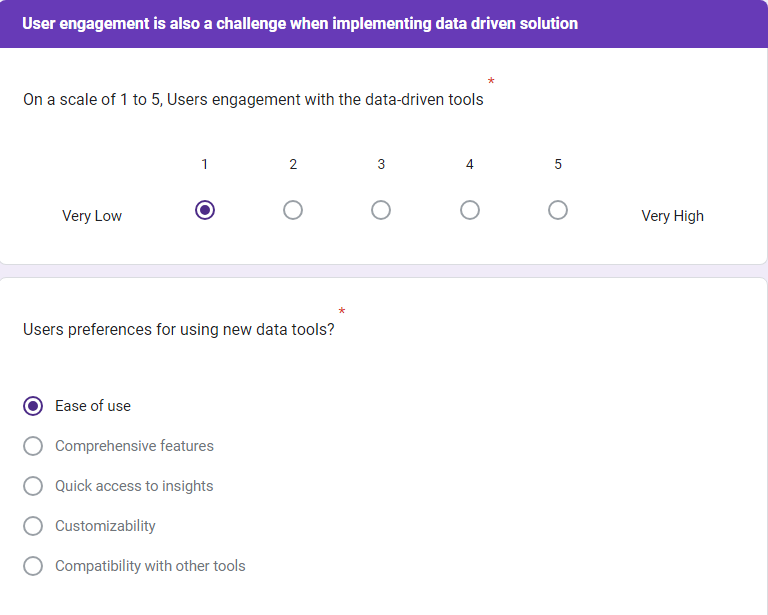 User engagement is also a challenge when implementing data driven solution
On a scale of 1 to 5, Users engagement with the data-driven tools *
1 2 3 4 5
Very Low Very High
Users preferences for using new data tools? *
Ease of use
Comprehensive features
Quick access to insights
Customizability
Compatibility with other tools